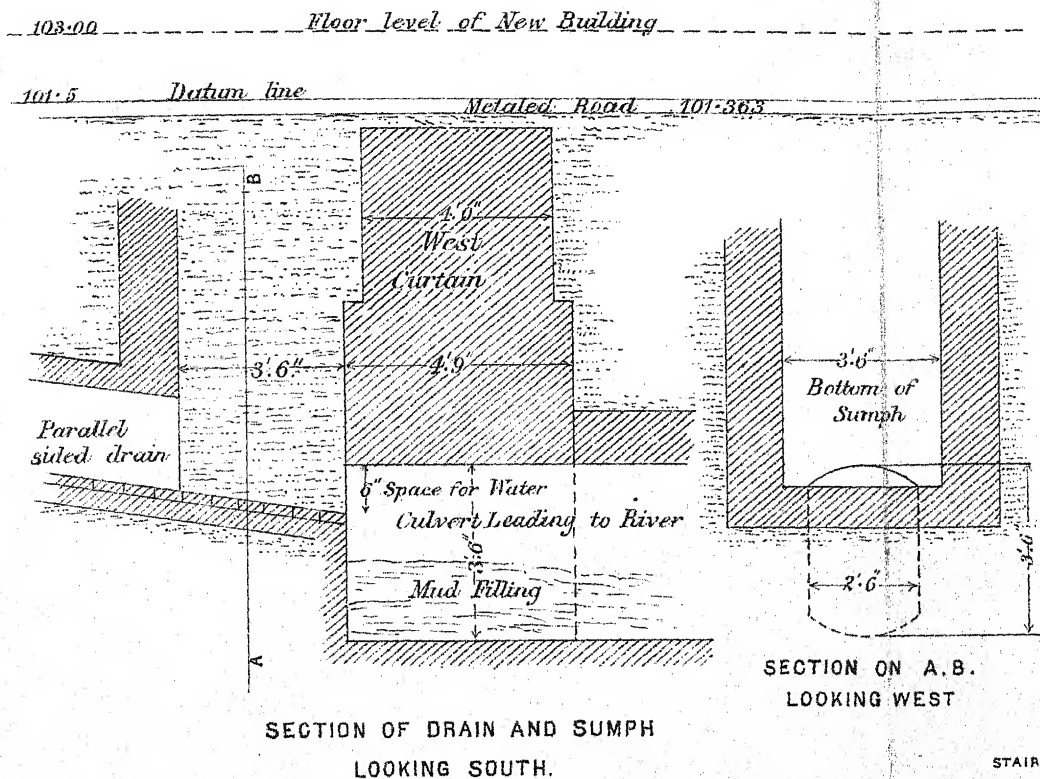 103·00 Floor level of New Building
101·5 Datum line
Metaled Road 101·363
B
4'.0"
West
Curtain
3'.6"
4'.9"
3'.6"
Bottom of
Sumph
Parallel
sided drain
6" Space for Water
Culvert Leading to River
3'.6"
Mud Filling
2'.6"
3'.6"
A
SECTION ON A.B.
LOOKING WEST
SECTION OF DRAIN AND SUMPH
LOOKING SOUTH.
STAIR